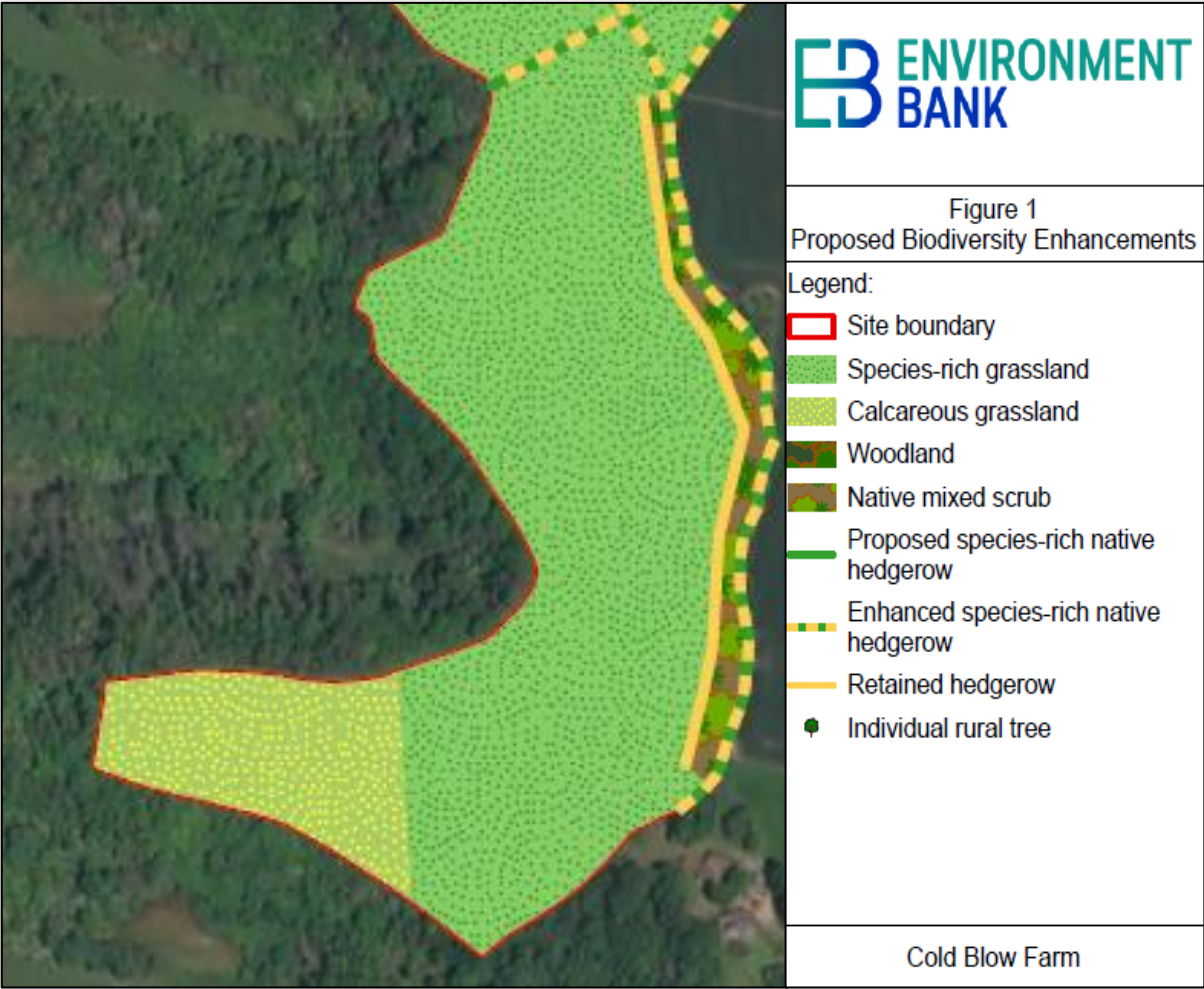 ENVIRONMENT
BANK
Figure 1
Proposed Biodiversity Enhancements
Legend:
Site boundary
Species-rich grassland
Calcareous grassland
Woodland
Native mixed scrub
Proposed species-rich native
hedgerow
Enhanced species-rich native
hedgerow
Retained hedgerow
Individual rural tree
Cold Blow Farm